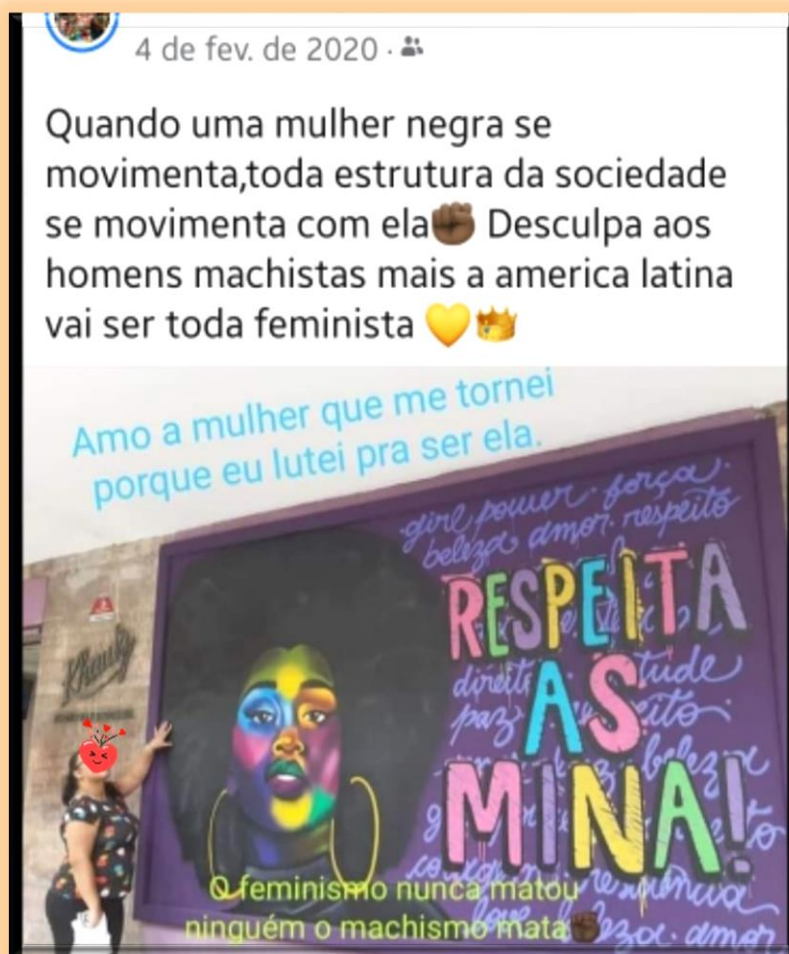 4 de fev. de 2020 ·
Quando uma mulher negra se
movimenta,toda estrutura da sociedade
se movimenta com ela✊🏿 Desculpa aos
homens machistas mais a america latina
vai ser toda feminista 💛👑
Amo a mulher que me tornei
porque eu lutei pra ser ela.
girl power. força.
beleza amor. respeito
RESPEITA
AS
MINA!
paz
beleza
amor
Khauly
O feminismo nunca matou
ninguém o machismo mata✊🏿